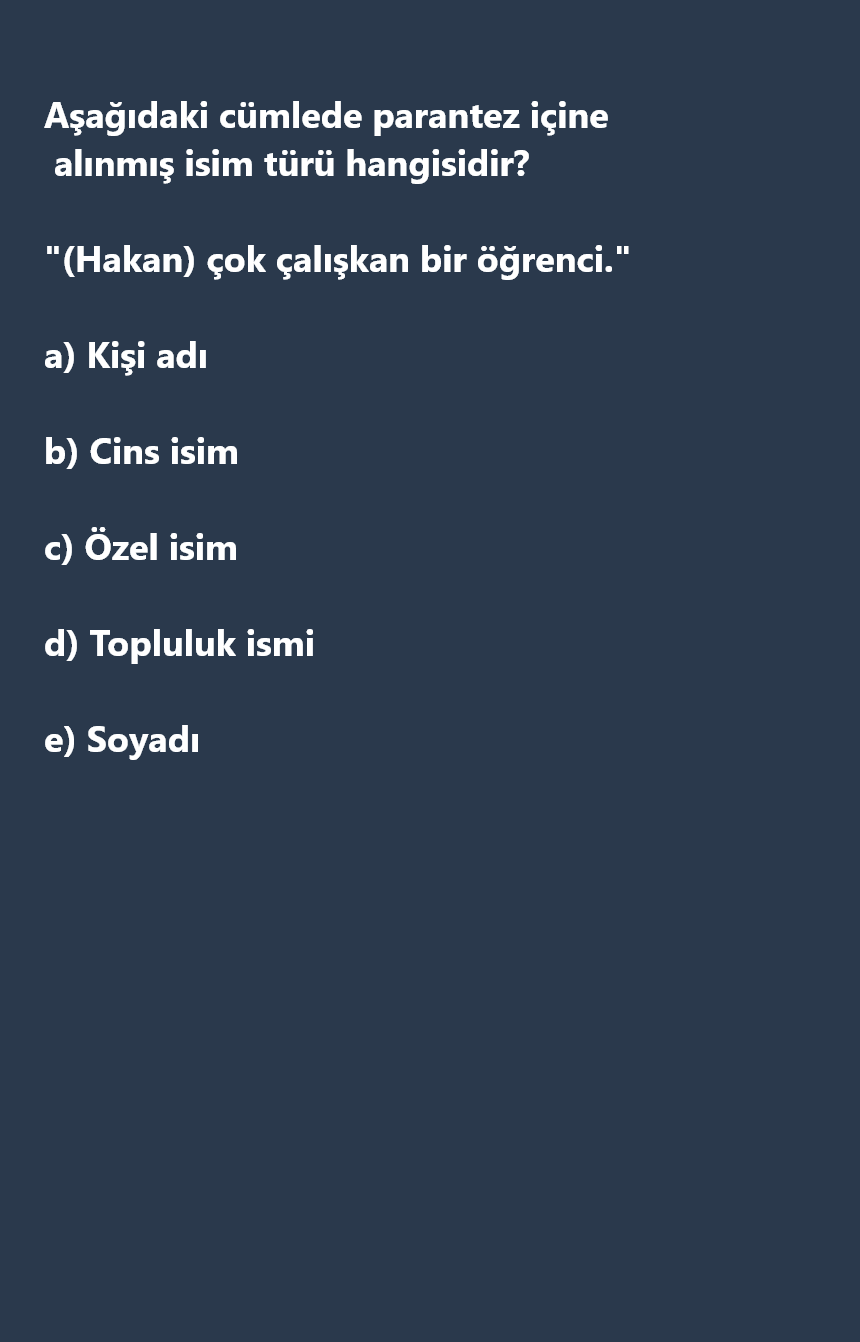 Aşağıdaki cümlede parantez içine
alınmış isim türü hangisidir?
"(Hakan) çok çalışkan bir öğrenci."
a) Kişi adı
b) Cins isim
c) Özel isim
d) Topluluk ismi
e) Soyadı